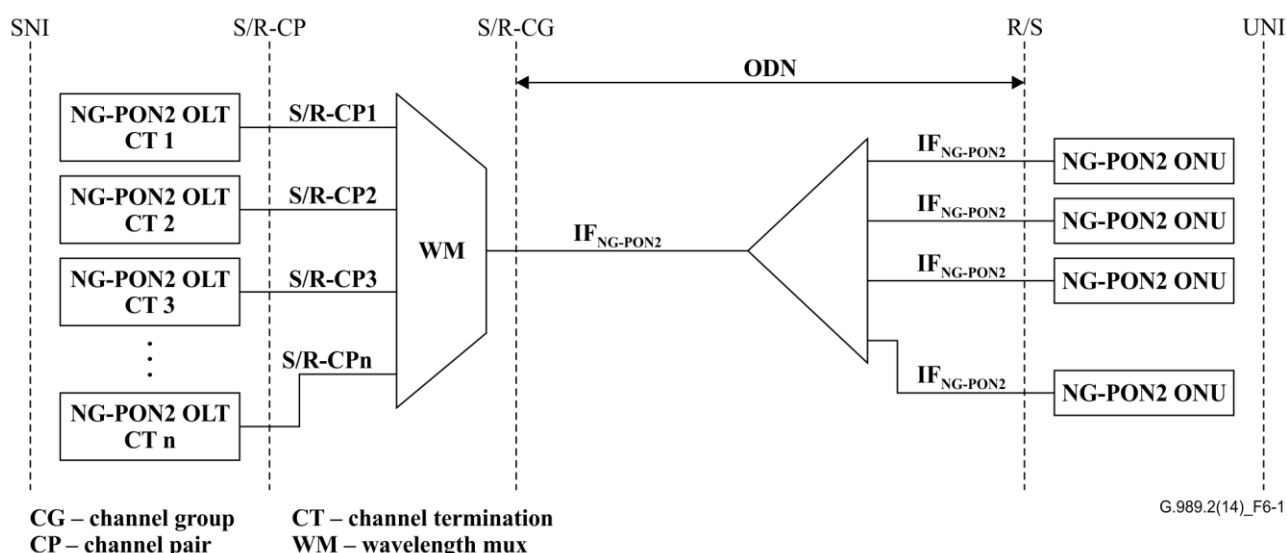 SNI S/R-CP S/R-CG R/S UNI
ODN
NG-PON2 OLT
CT 1
S/R-CP1
NG-PON2 OLT
CT 2
S/R-CP2
NG-PON2 OLT
CT 3
S/R-CP3
NG-PON2 OLT
CT n
S/R-CPn
WM
IFNG-PON2
IFNG-PON2
NG-PON2 ONU
IFNG-PON2
NG-PON2 ONU
IFNG-PON2
NG-PON2 ONU
IFNG-PON2
NG-PON2 ONU
CG – channel group CT – channel termination
CP – channel pair WM – wavelength mux
G.989.2(14)_F6-1